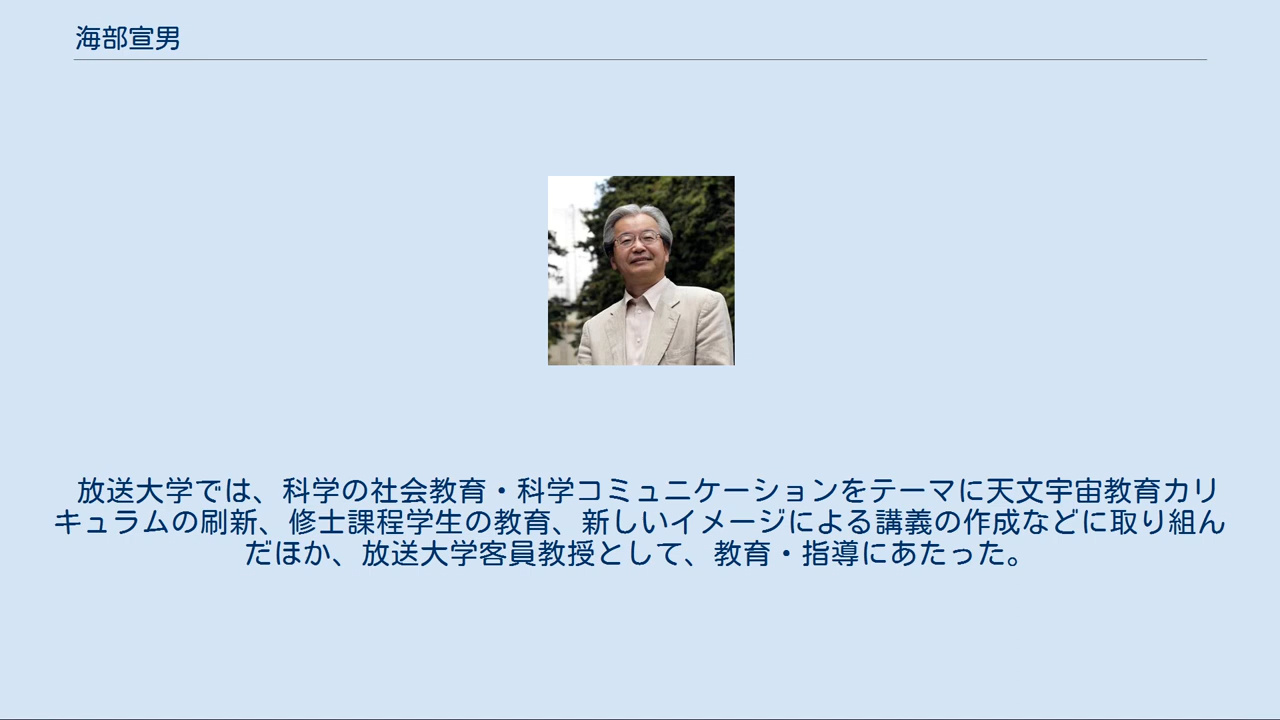 海部宣男
放送大学では、科学の社会教育・科学コミュニケーションをテーマに天文宇宙教育カリ
キュラムの刷新、修士課程学生の教育、新しいイメージによる講義の作成などに取り組ん
だほか、放送大学客員教授として、教育・指導にあたった。